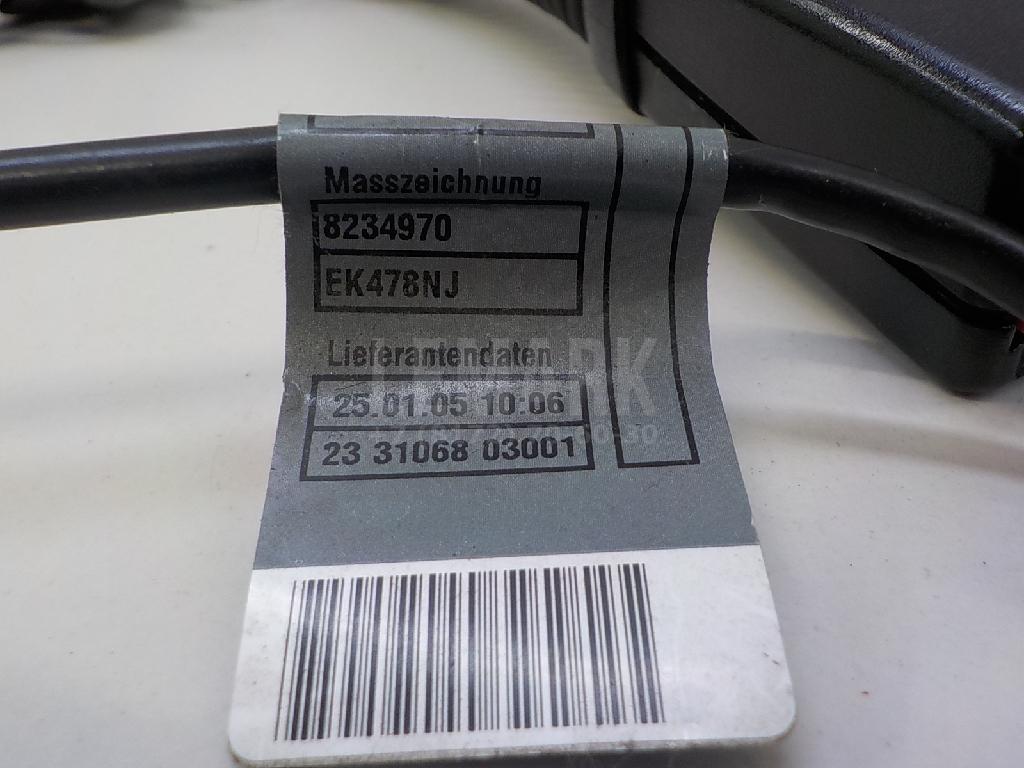 Masszeichnung
8234970
EK478NJ
Lieferantendaten
25.01.05 10:06
23 31068 03001